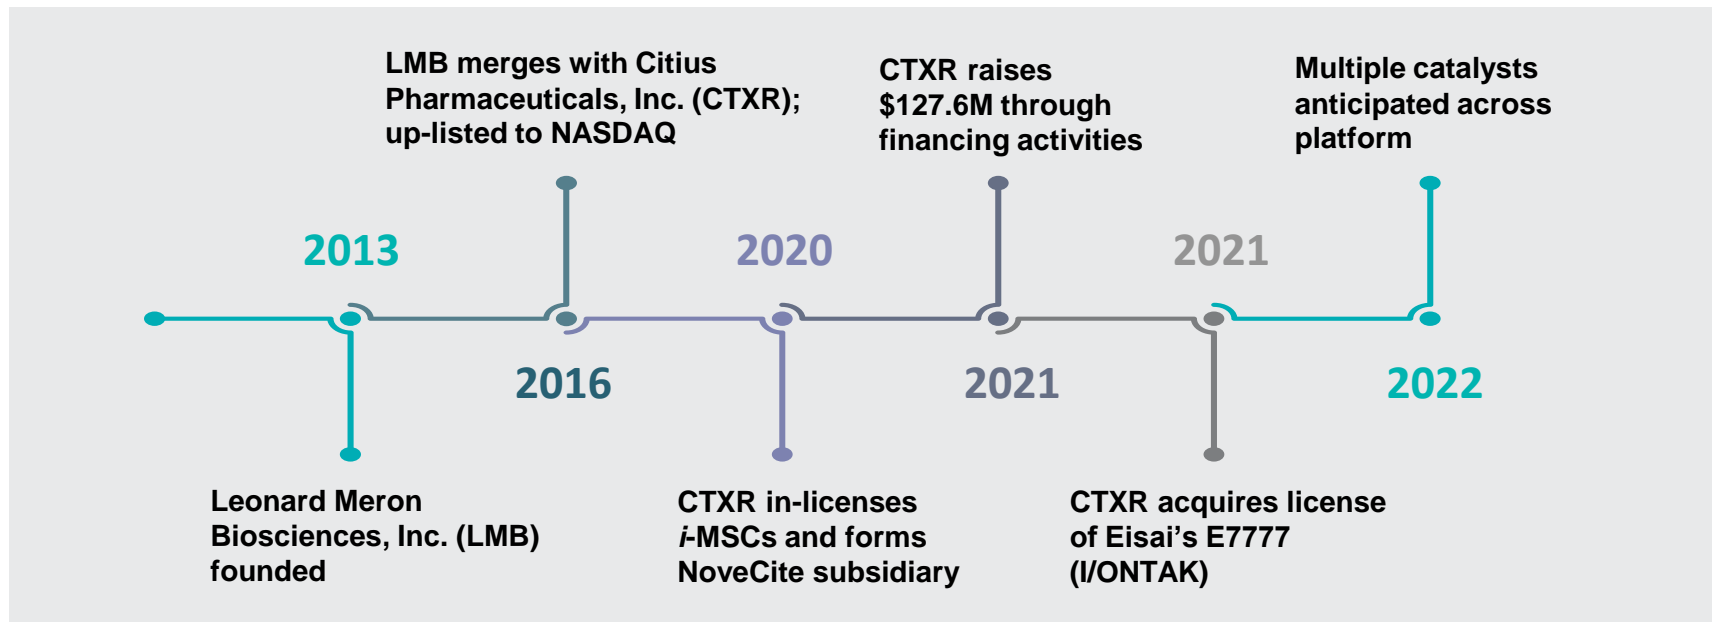 LMB merges with Citius
Pharmaceuticals, Inc. (CTXR);
up-listed to NASDAQ
CTXR raises
$127.6M through
financing activities
Multiple catalysts
anticipated across
platform
2013
2020
2021
2016
2021
2022
Leonard Meron
Biosciences, Inc. (LMB)
founded
CTXR in-licenses
i-MSCs and forms
NoveCite subsidiary
CTXR acquires license
of Eisai’s E7777
(I/ONTAK)